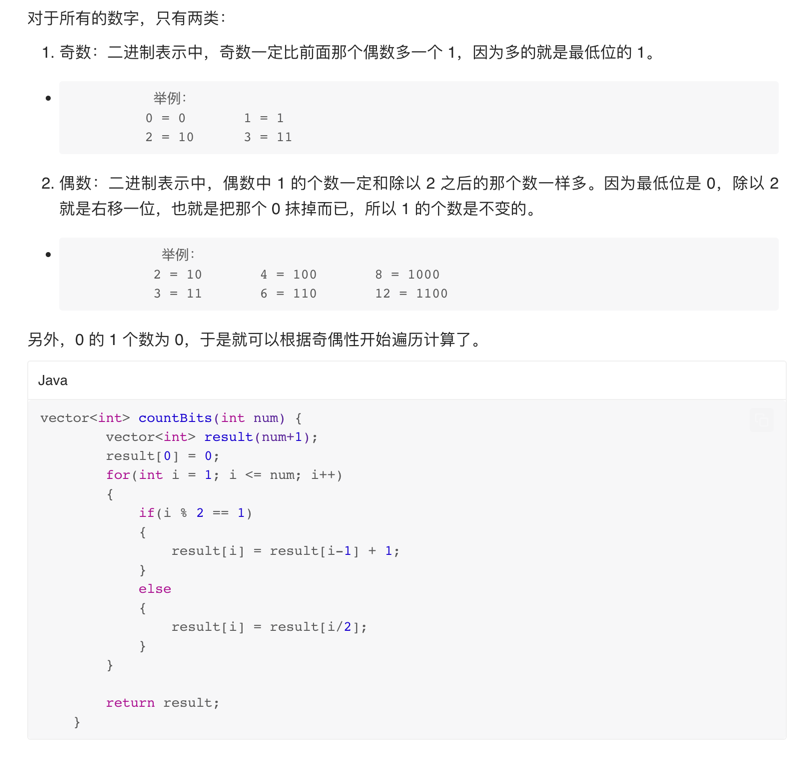 对于所有的数字，只有两类：
1. 奇数：二进制表示中，奇数一定比前面那个偶数多一个 1，因为多的就是最低位的 1。
• 举例：
0 = 0       1 = 1
2 = 10      3 = 11
2. 偶数：二进制表示中，偶数中 1 的个数一定和除以 2 之后的那个数一样多。因为最低位是 0，除以 2
就是右移一位，也就是把那个 0 抹掉而已，所以 1 的个数是不变的。
• 举例：
2 = 10       4 = 100       8 = 1000
3 = 11       6 = 110       12 = 1100
另外，0 的 1 个数为 0，于是就可以根据奇偶性开始遍历计算了。
Java
vector<int> countBits(int num) {
        vector<int> result(num+1);
        result[0] = 0;
        for(int i = 1; i <= num; i++)
        {
            if(i % 2 == 1)
            {
                result[i] = result[i-1] + 1;
            }
            else
            {
                result[i] = result[i/2];
            }
        }

        return result;
    }